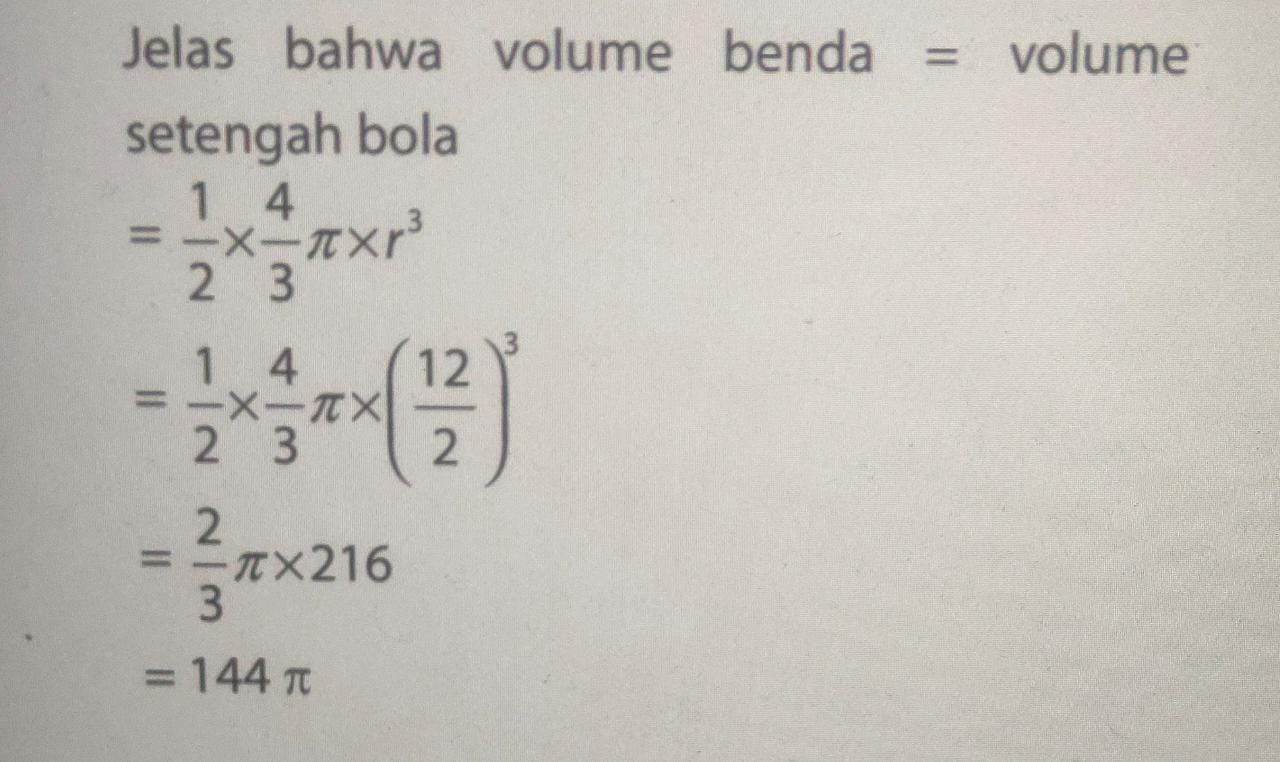 Jelas bahwa volume benda = volume
setengah bola
= 1/2 × 4/3 π × r³
= 1/2 × 4/3 π × (12/2)³
= 2/3 π × 216
= 144 π